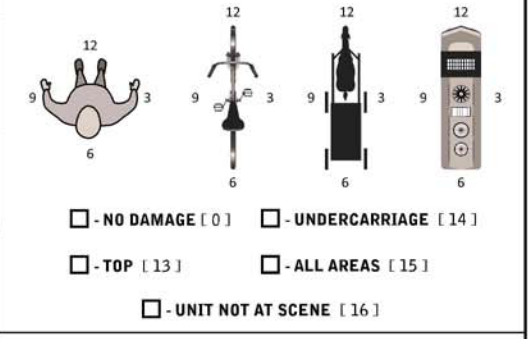 12 12 12
12
9 3 9 3 9 3 9 3
6
6 6 6
☐ - NO DAMAGE [ 0 ] ☐ - UNDERCARRIAGE [ 14 ]
☐ - TOP [ 13 ] ☐ - ALL AREAS [ 15 ]
☐ - UNIT NOT AT SCENE [ 16 ]